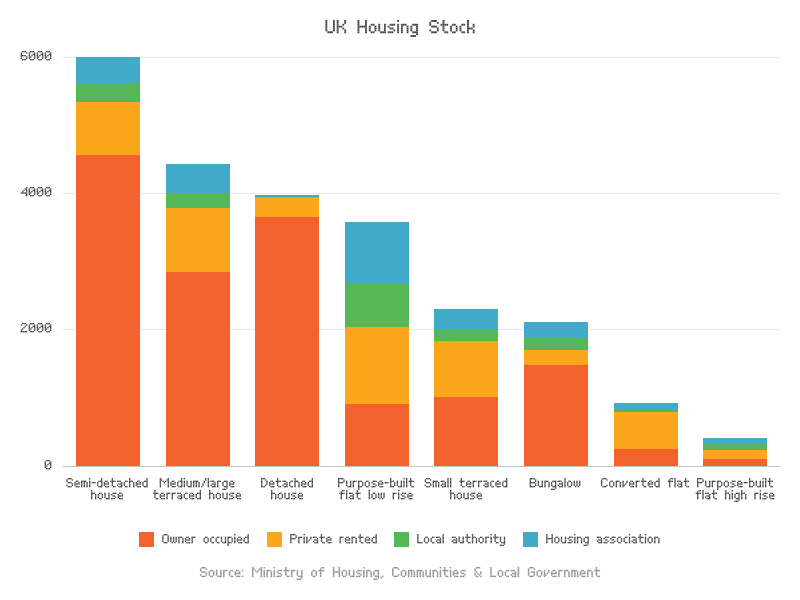 UK Housing Stock
6000
4000
2000
0
Semi-detached house
Medium/large terraced house
Detached house
Purpose-built flat low rise
Small terraced house
Bungalow
Converted flat
Purpose-built flat high rise
Owner occupied
Private rented
Local authority
Housing association
Source: Ministry of Housing, Communities & Local Government